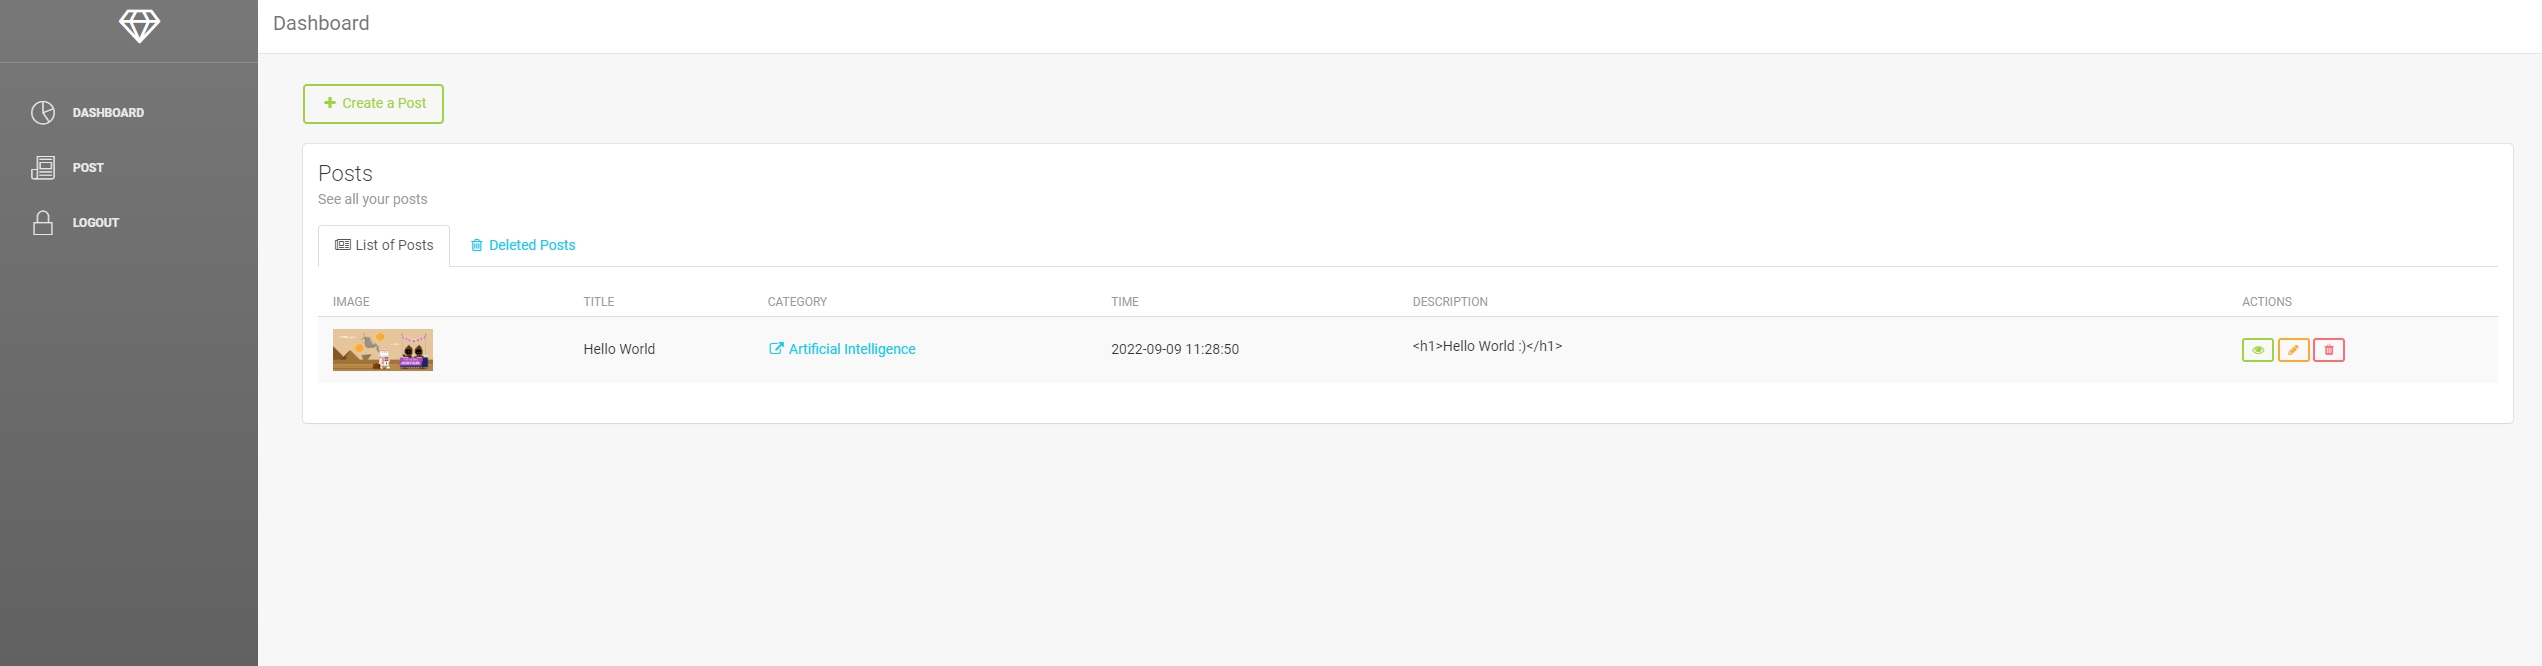 Dashboard
DASHBOARD
POST
LOGOUT
Create a Post
Posts
See all your posts
List of Posts
Deleted Posts
IMAGE TITLE CATEGORY TIME DESCRIPTION ACTIONS
Hello World Artificial Intelligence 2022-09-09 11:28:50 <h1>Hello World :)</h1>